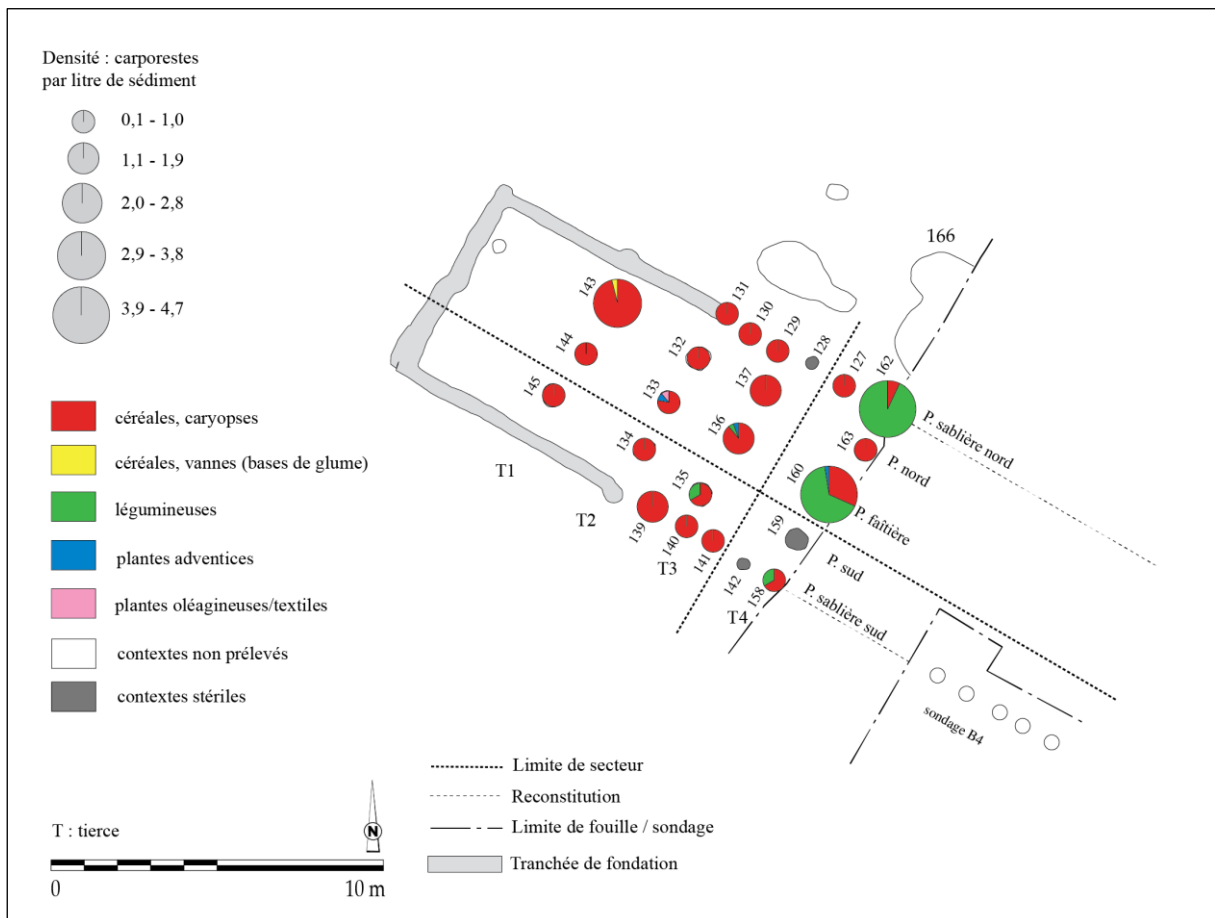 Densité : carporestes
par litre de sédiment
0,1 - 1,0
1,1 - 1,9
2,0 - 2,8
2,9 - 3,8
3,9 - 4,7
céréales, caryopses
céréales, vannes (bases de glume)
légumineuses
plantes adventices
plantes oléagineuses/textiles
contextes non prélevés
contextes stériles
T : tierce
0
10 m
N
Limite de secteur
Reconstitution
Limite de fouille / sondage
Tranchée de fondation
166
143
131
130
129
128
127
162
144
132
137
145
133
136
163
134
135
160
139
140
141
159
142
158
T1
T2
T3
T4
P. sablière nord
P. nord
P. faîtière
P. sud
P. sablière sud
sondage B4